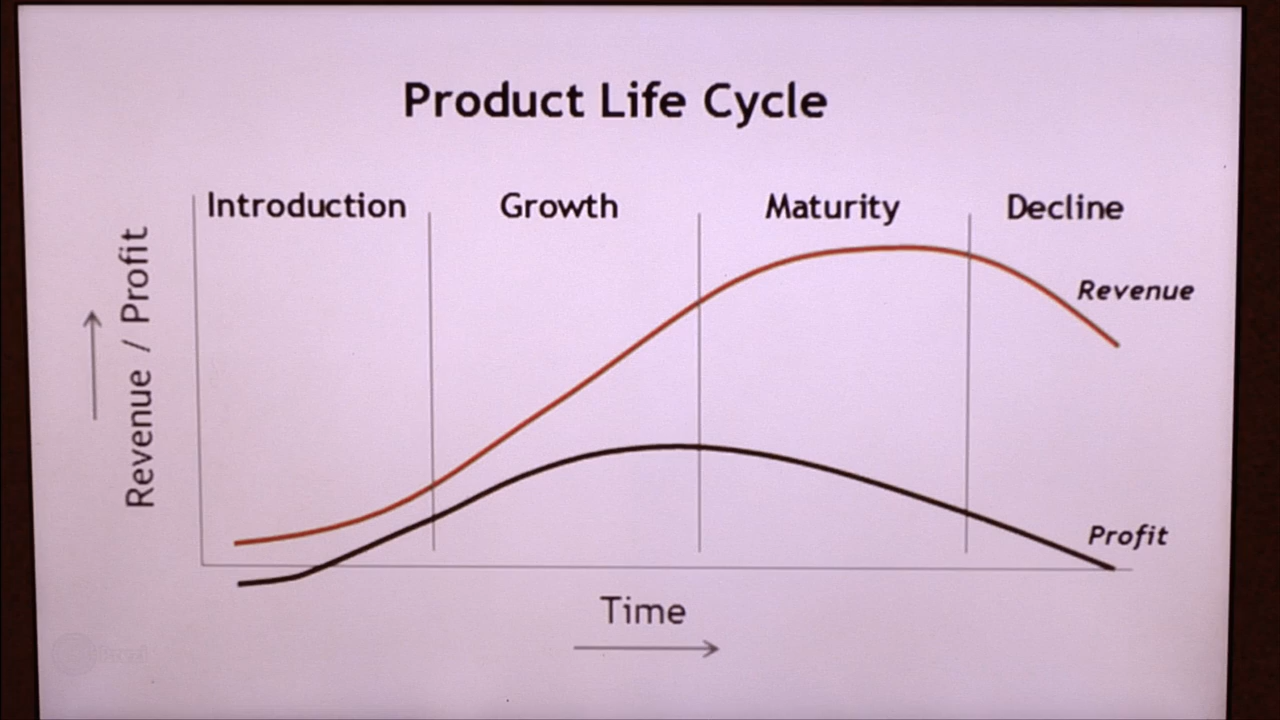 Product Life Cycle
Introduction
Growth
Maturity
Decline
Revenue / Profit
Revenue
Profit
Time